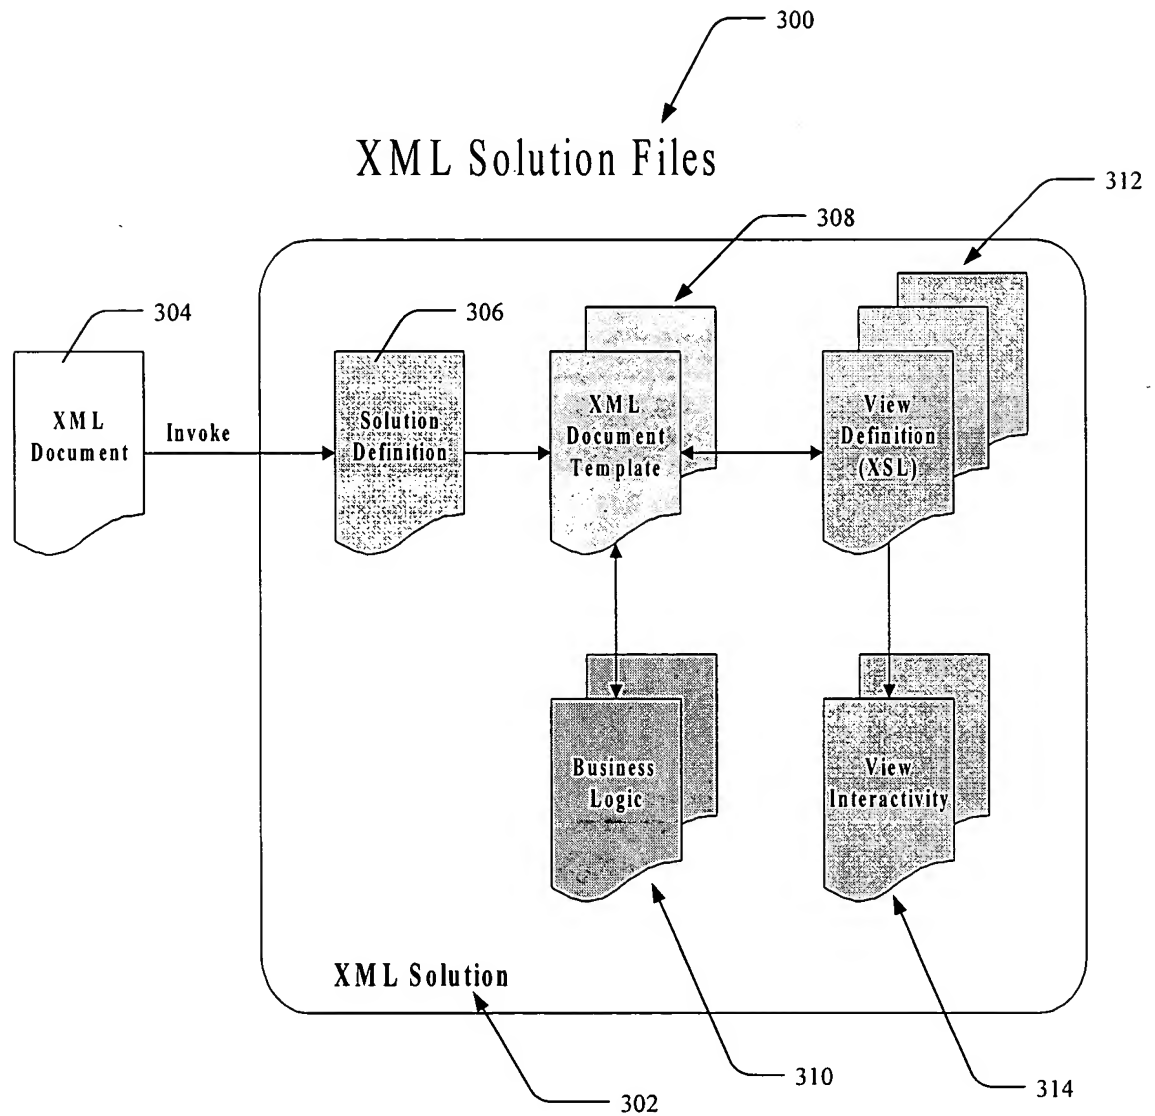 300
XML Solution Files
312
308
304
306
XML
Document
Invoke
Solution
Definition
XML
Document
Template
View
Definition
(XSL)
Business
Logic
View
Interactivity
XML Solution
310
314
302